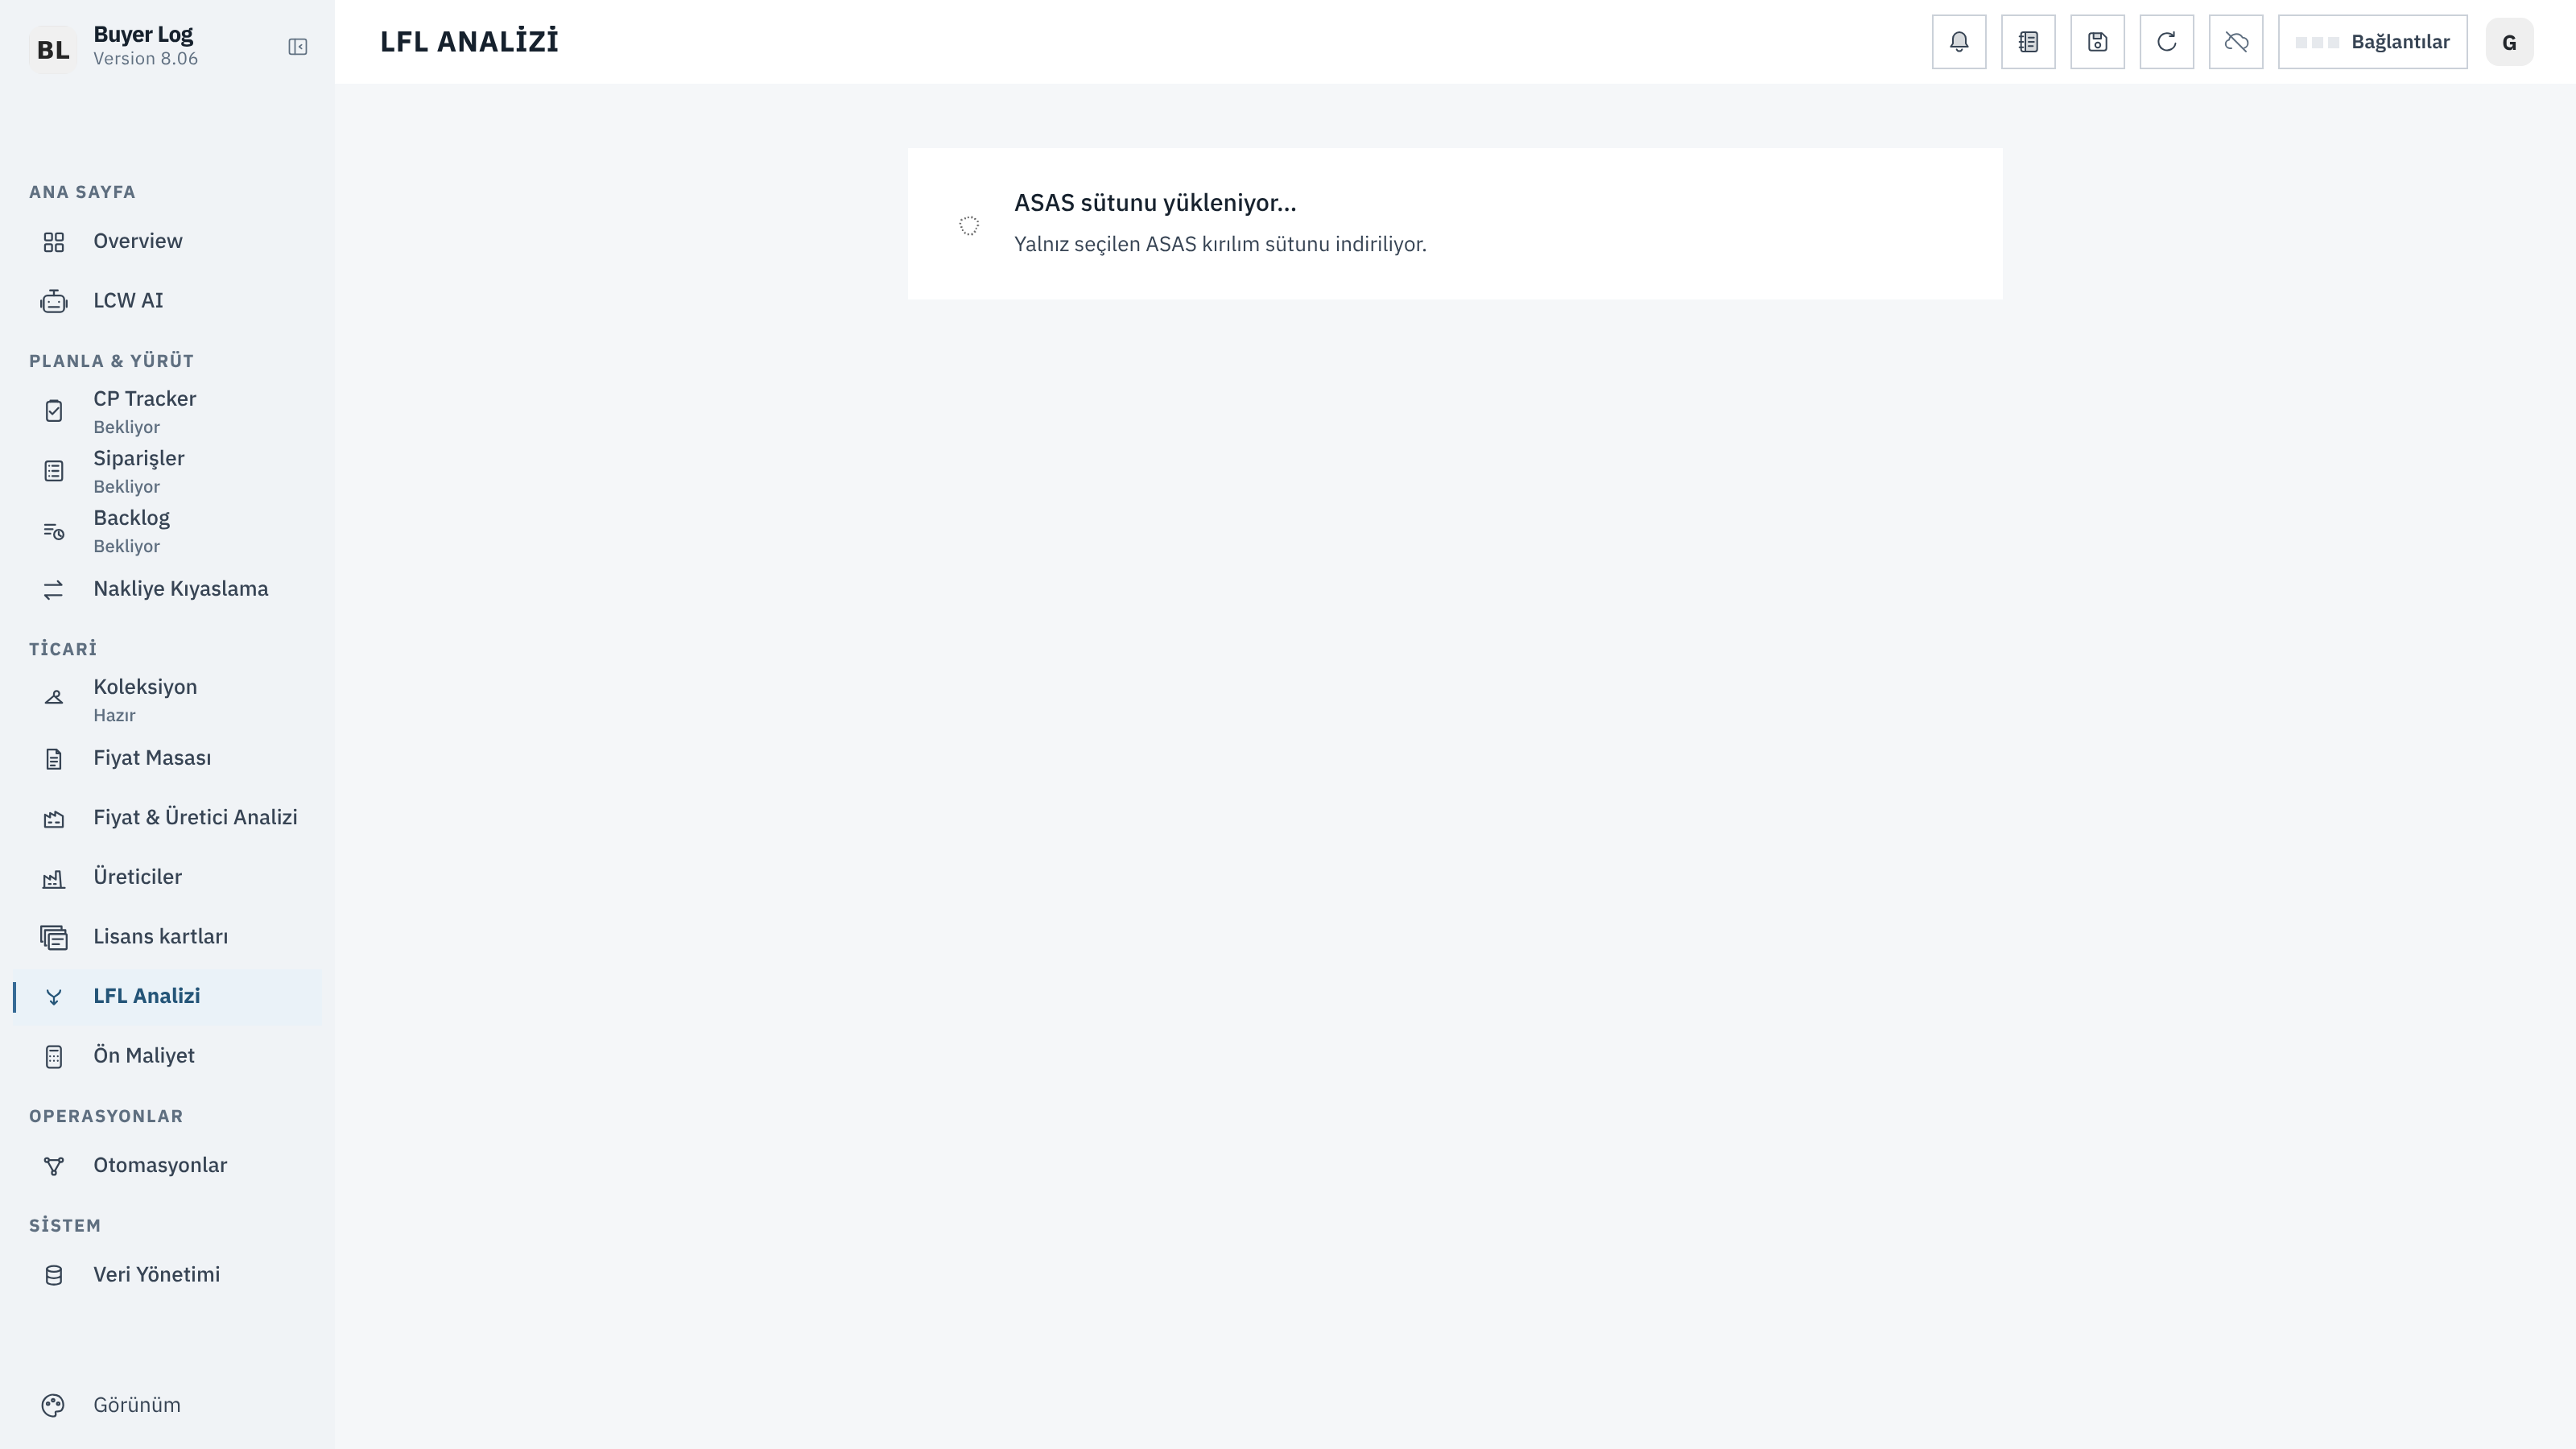 BL
Buyer Log
Version 8.06
LFL ANALİZİ
Bağlantılar
G
ANA SAYFA
Overview
LCW AI
PLANLA & YÜRÜT
CP Tracker
Bekliyor
Siparişler
Bekliyor
Backlog
Bekliyor
Nakliye Kıyaslama
TİCARİ
Koleksiyon
Hazır
Fiyat Masası
Fiyat & Üretici Analizi
Üreticiler
Lisans kartları
LFL Analizi
Ön Maliyet
OPERASYONLAR
Otomasyonlar
SİSTEM
Veri Yönetimi
Görünüm
ASAS sütunu yükleniyor...
Yalnız seçilen ASAS kırılım sütunu indiriliyor.